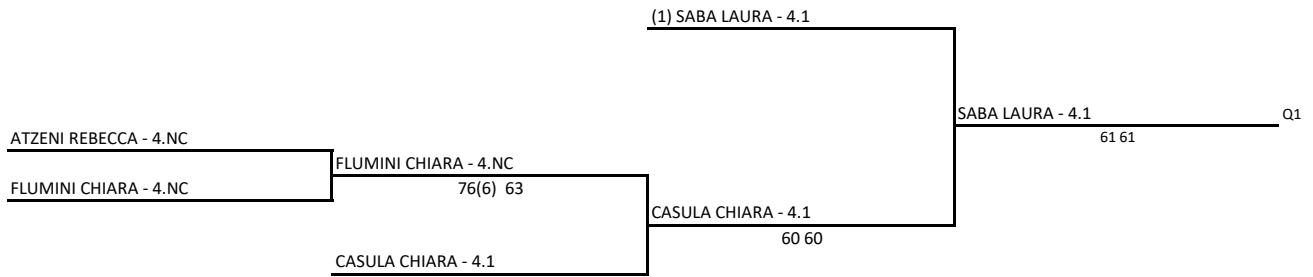 (1) SABA LAURA - 4.1
SABA LAURA - 4.1
Q1
61 61
ATZENI REBECCA - 4.NC
FLUMINI CHIARA - 4.NC
76(6) 63
FLUMINI CHIARA - 4.NC
CASULA CHIARA - 4.1
60 60
CASULA CHIARA - 4.1